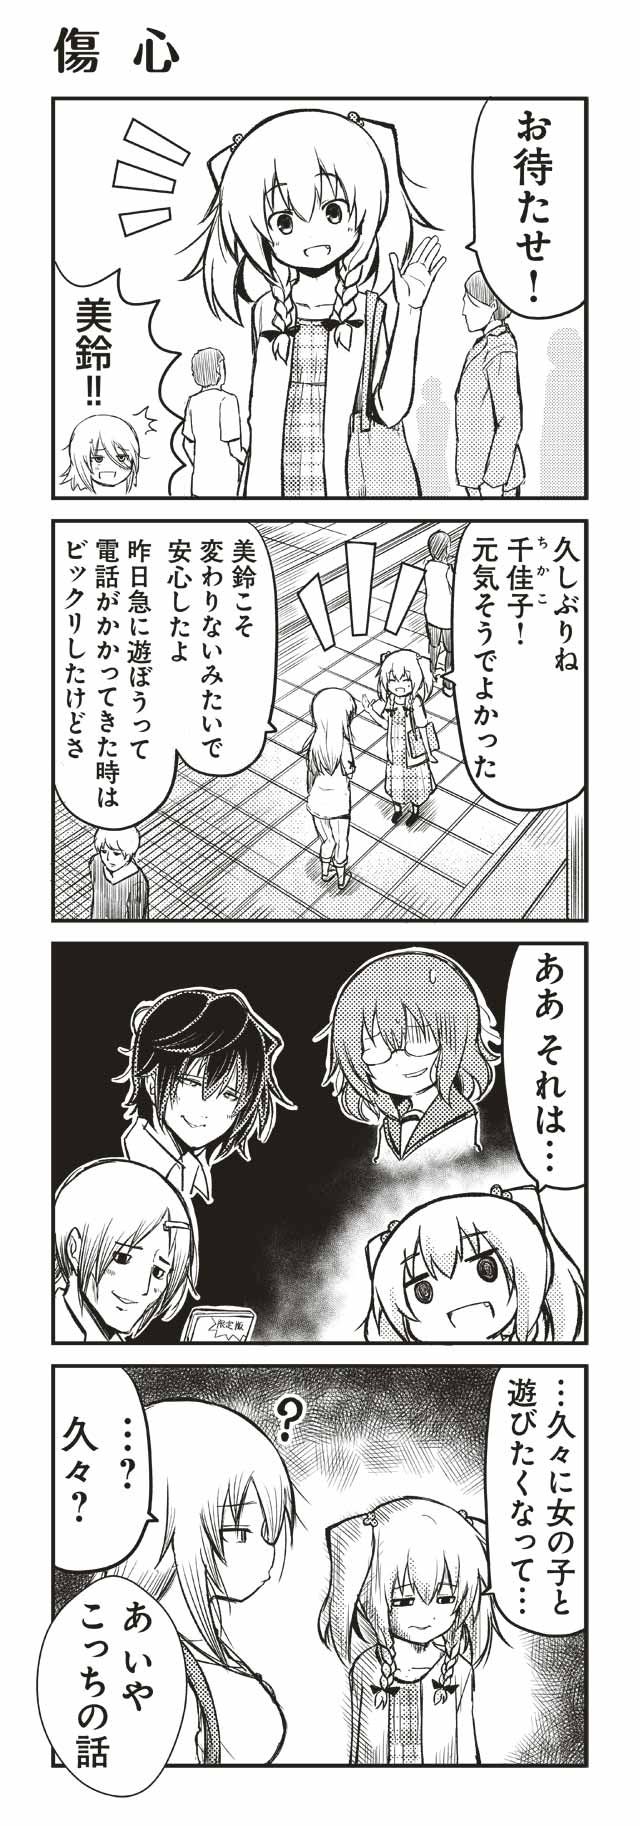 傷心
お待たせ！
美鈴!!
久しぶりね
千佳子！
ちかこ
元気そうでよかった
美鈴こそ
変わりないみたいで
安心したよ
昨日急に遊ぼうって
電話がかかってきた時は
ビックリしたけどさ
ああ それは…
限定版
…久々に女の子と
遊びたくなって…
？
…？
久々？
あ いや
こっちの話